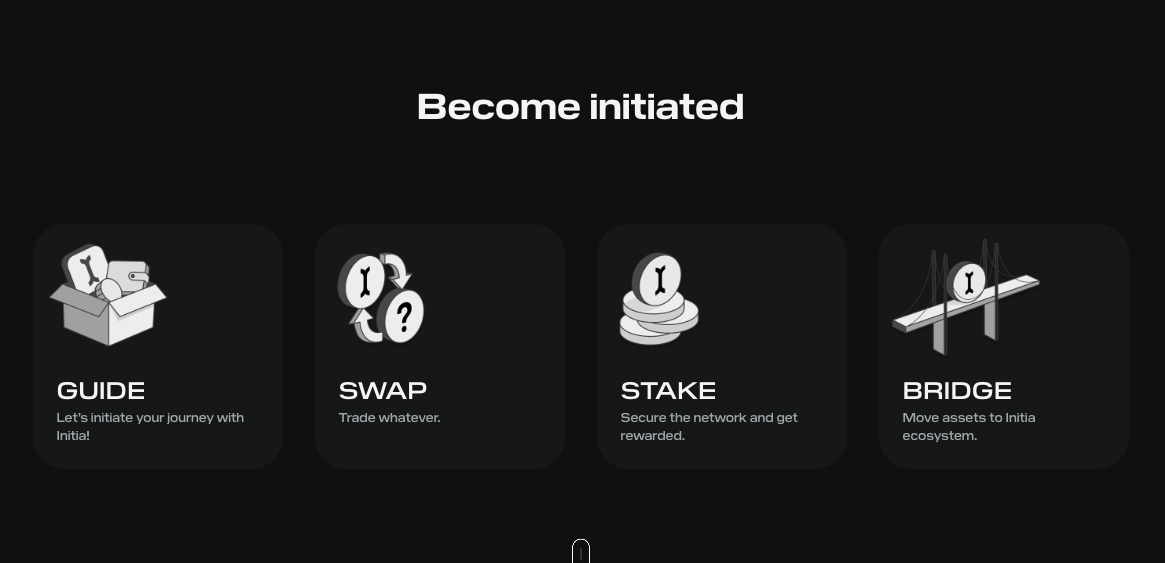 Become initiated
GUIDE
Let's initiate your journey with
Initia!
SWAP
Trade whatever.
STAKE
Secure the network and get
rewarded.
BRIDGE
Move assets to Initia
ecosystem.